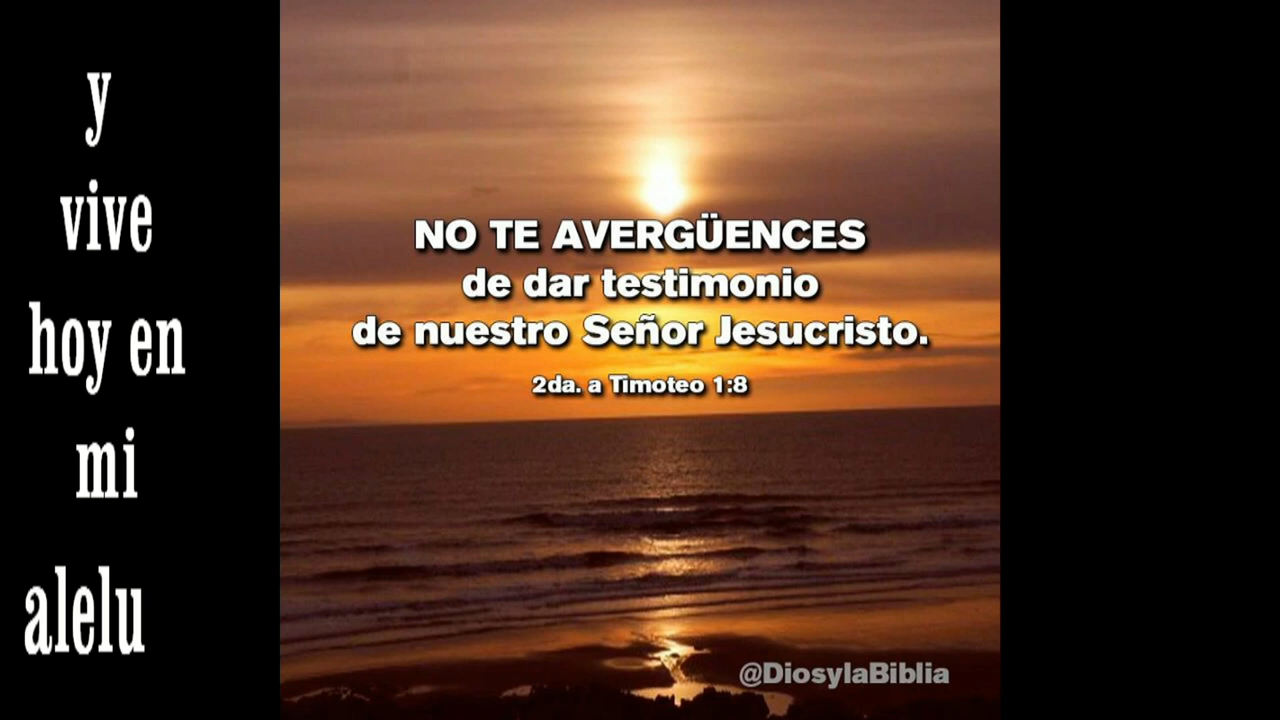 y
vive
hoy en
mi
alelu
NO TE AVERGÜENCES
de dar testimonio
de nuestro Señor Jesucristo.
2da. a Timoteo 1:8
@DiosylaBiblia